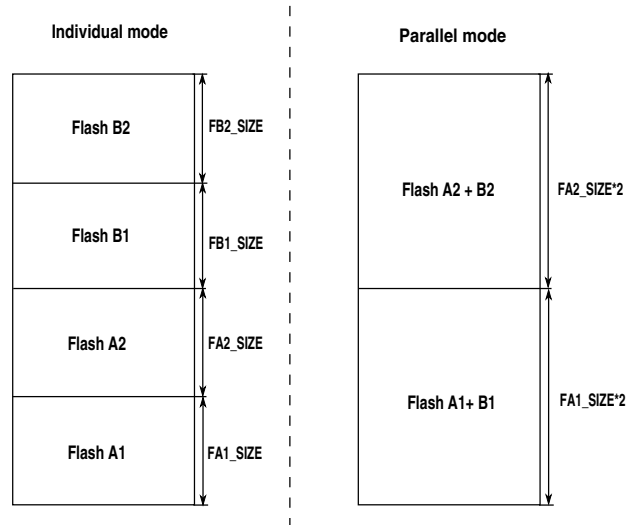 Individual mode
Flash B2
FB2_SIZE
Flash B1
FB1_SIZE
Flash A2
FA2_SIZE
Flash A1
FA1_SIZE
Parallel mode
Flash A2 + B2
FA2_SIZE*2
Flash A1+ B1
FA1_SIZE*2